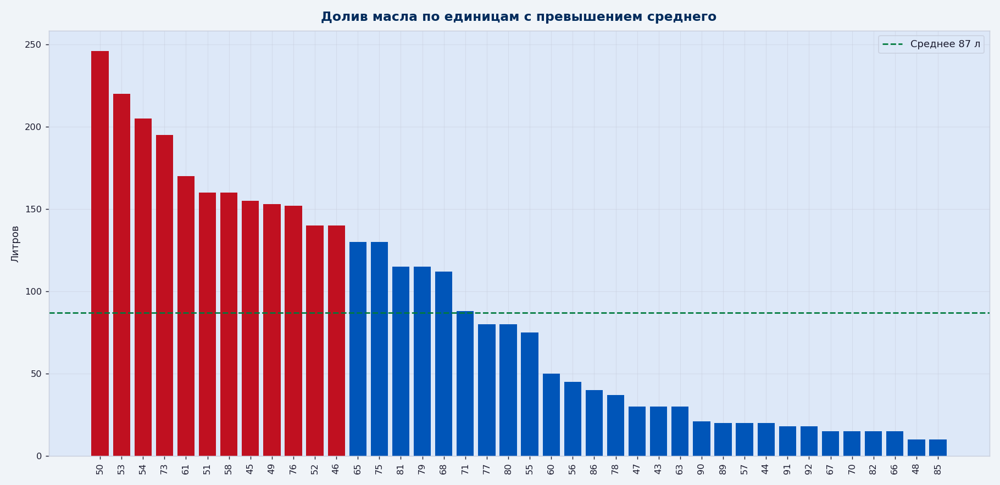 Долив масла по единицам с превышением среднего
Среднее 87 л
Литров
250
200
150
100
50
0
50 53 54 73 61 51 58 45 49 76 52 46 65 75 81 79 68 71 77 80 55 60 56 86 78 47 43 63 90 89 57 44 91 92 67 70 82 66 48 85